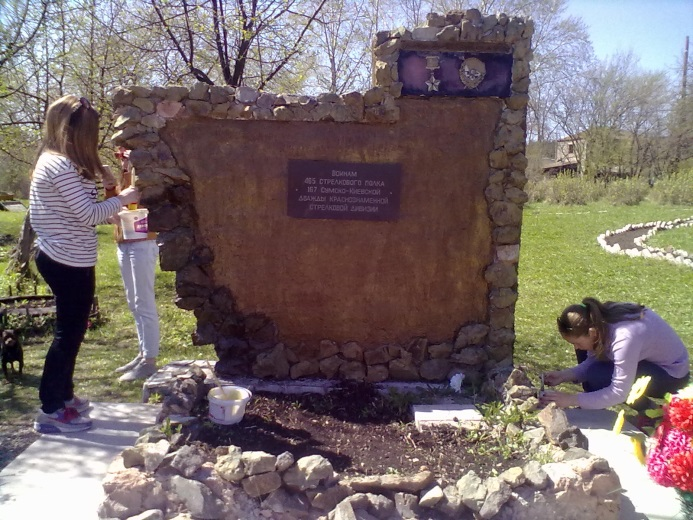 ВОИНАМ
465 СТРЕЛКОВОГО ПОЛКА
167 СУМСКО-КИЕВСКОЙ
ДВАЖДЫ КРАСНОЗНАМЕННОЙ
СТРЕЛКОВОЙ ДИВИЗИИ